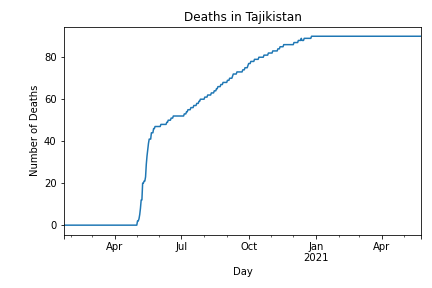 Deaths in Tajikistan
Number of Deaths
80
60
40
20
0
Apr Jul Oct Jan Apr
2021
Day